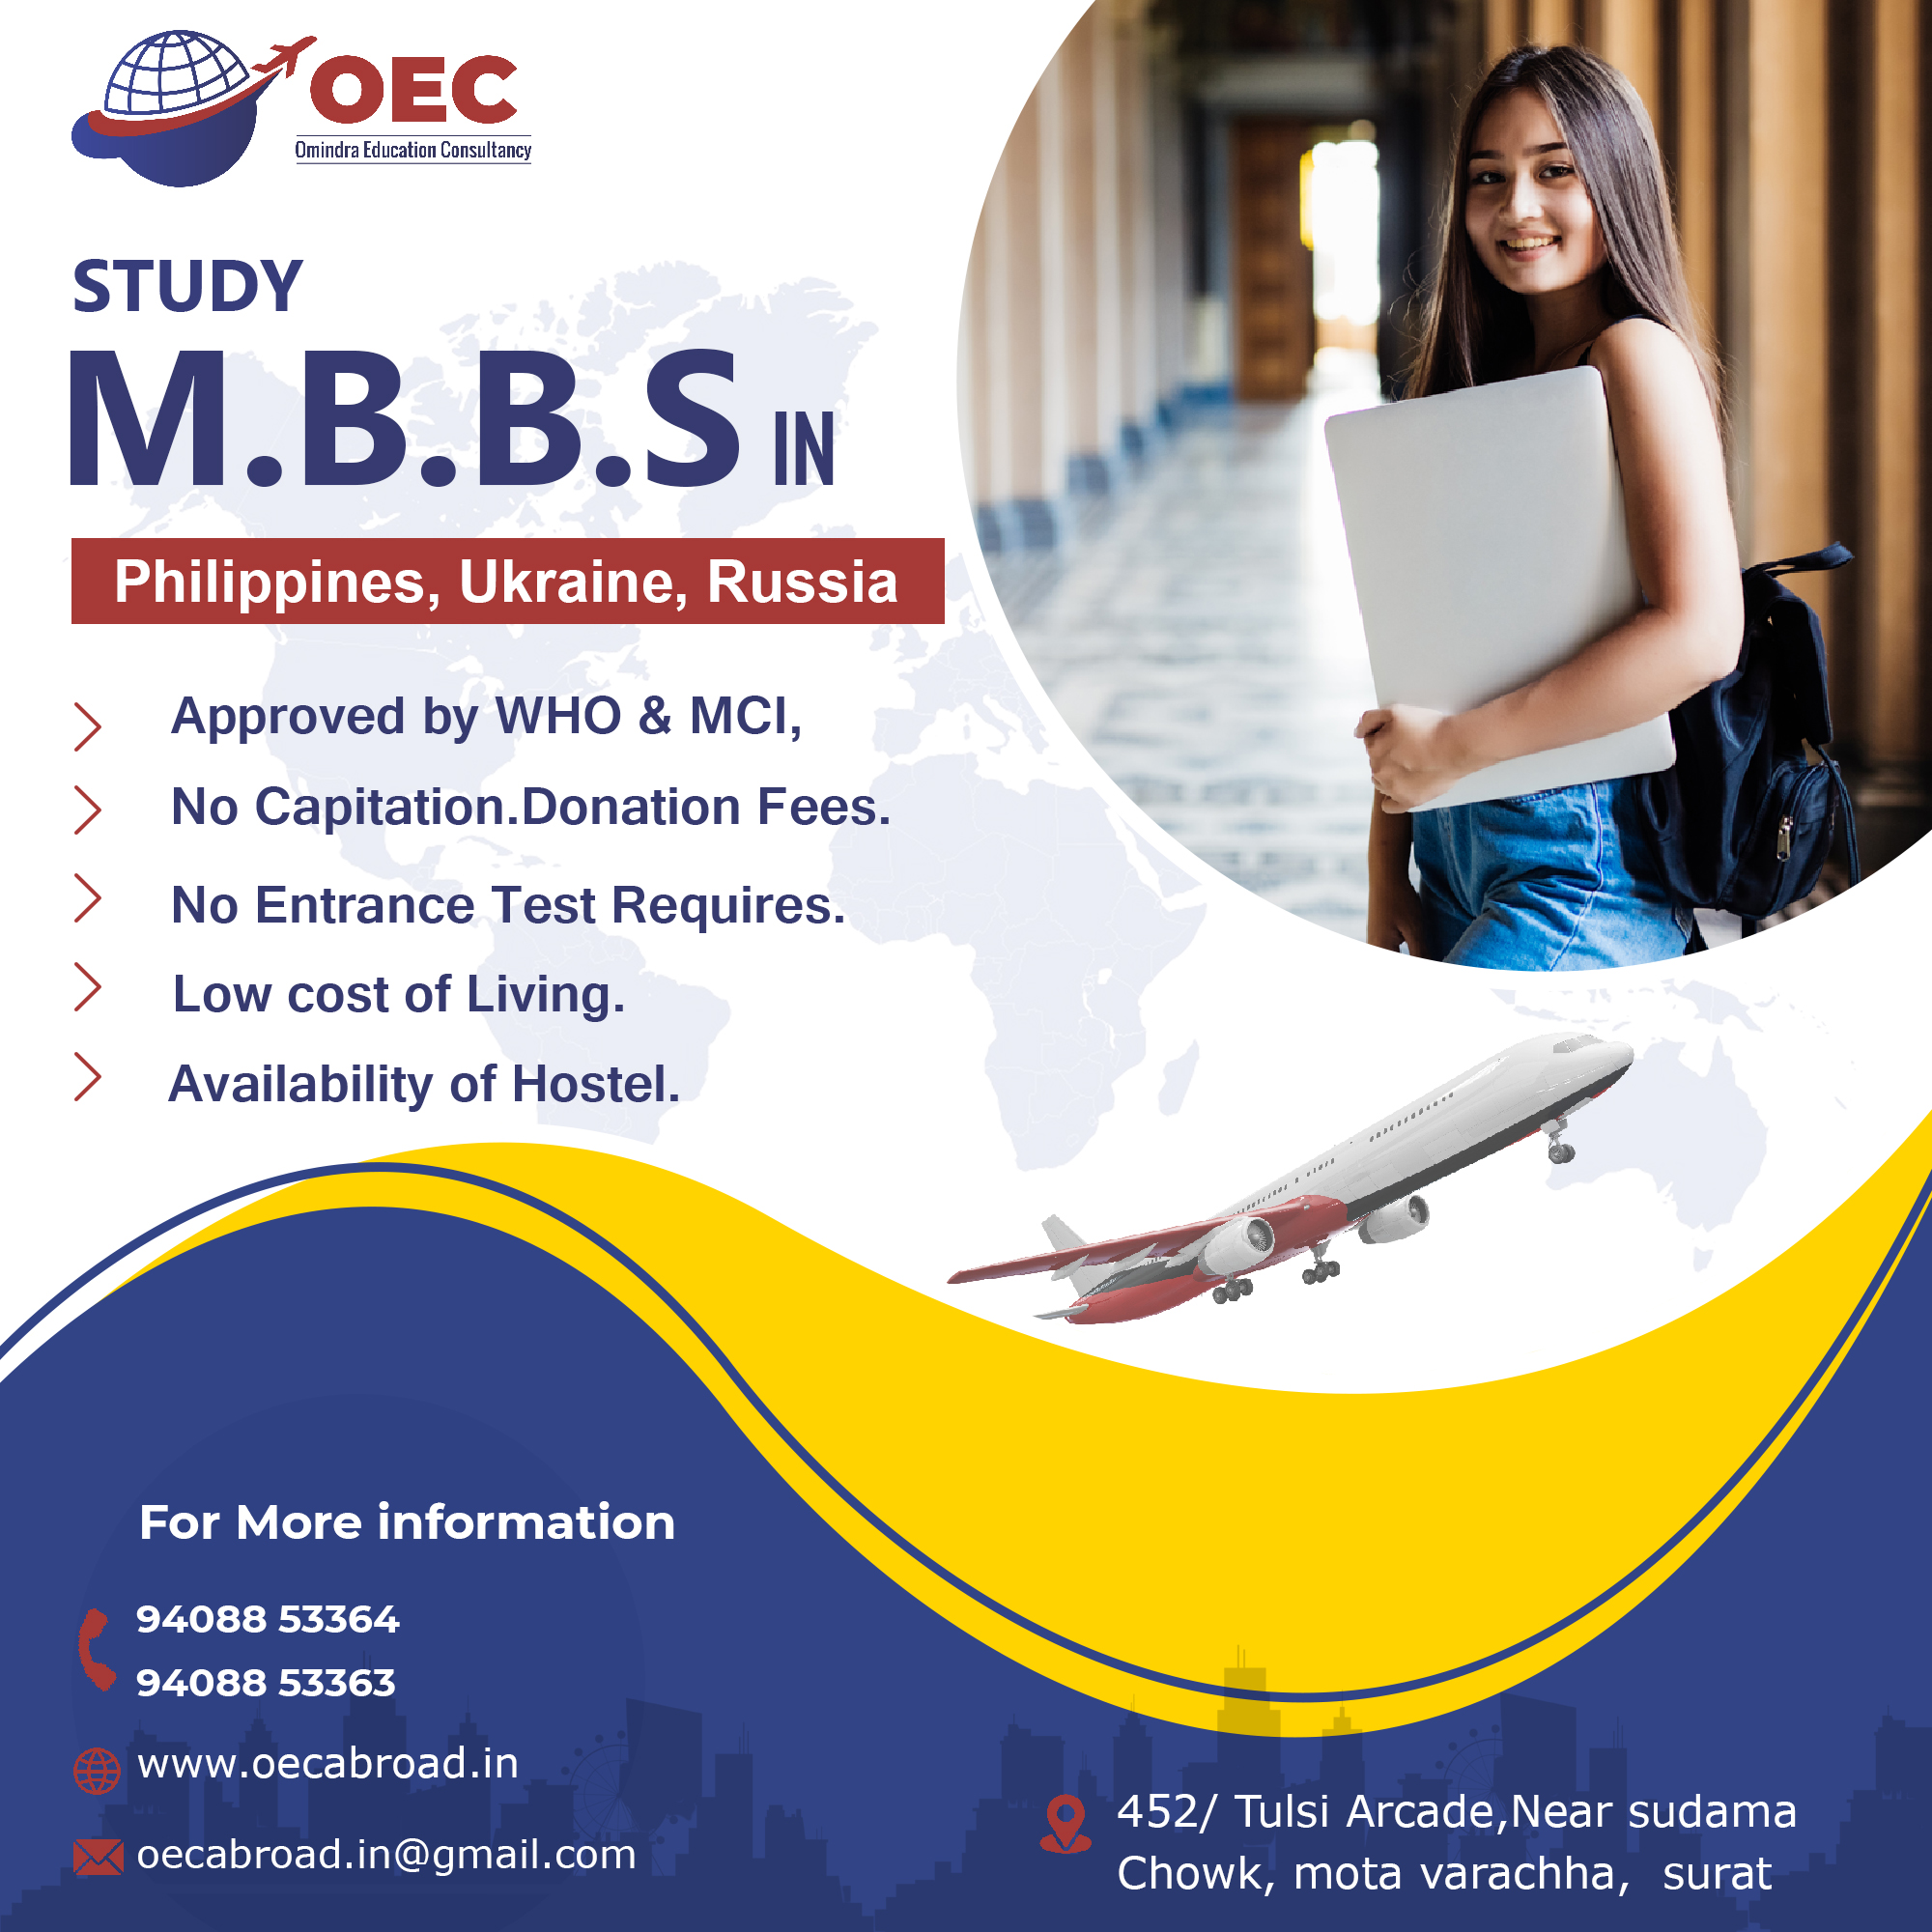 OEC
Omindra Education Consultancy
STUDY
M.B.B.S IN
Philippines, Ukraine, Russia
Approved by WHO & MCI,
No Capitation.Donation Fees.
No Entrance Test Requires.
Low cost of Living.
Availability of Hostel.
For More information
94088 53364
94088 53363
www.oecabroad.in
oecabroad.in@gmail.com
452/ Tulsi Arcade,Near sudama
Chowk, mota varachha, surat